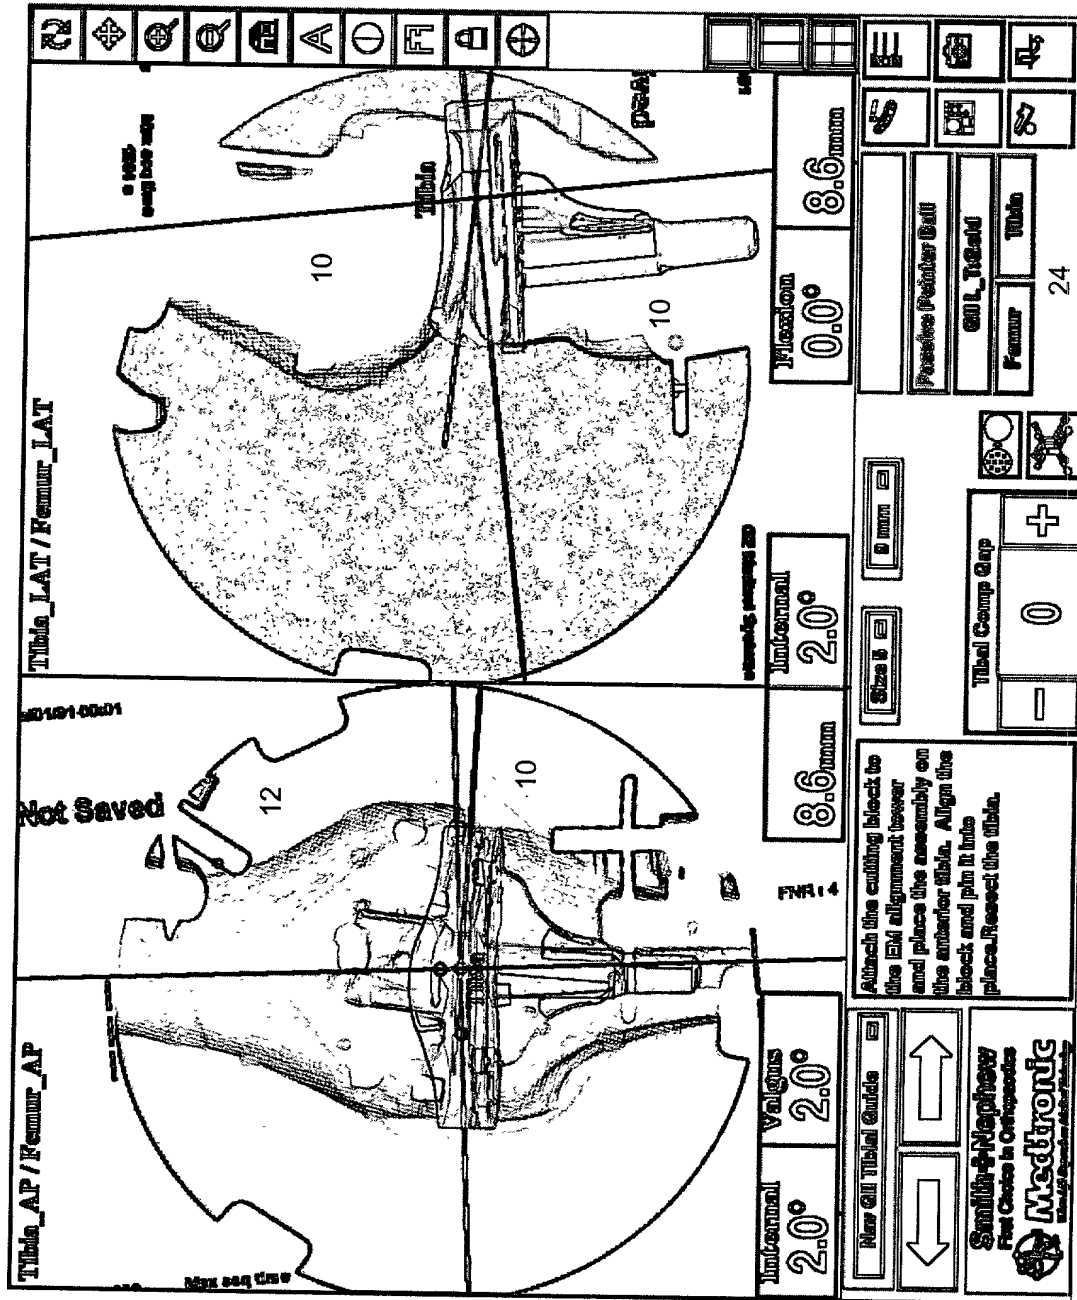 Tibia_AP / Femur_AP
Not Saved
12
10
Tibia
Internal
2.0°
Valgus
2.0°
8.6mm
Tibia_LAT / Femur_LAT
10
Tibia
10
Internal
2.0°
Flexion
0.0°
8.6mm
Nav GII Tibial Guide
Attach the cutting block to
the EM alignment tower
and place the assembly on
the anterior tibia. Align the
block and pin it into
place.Resect the tibia.
Size 5
9 mm
Tibial Comp Gap
−
0
+
Passive Pointer Ball
Femur
Tibia
24
Smith+Nephew
First Choice in Orthopaedics
Medtronic